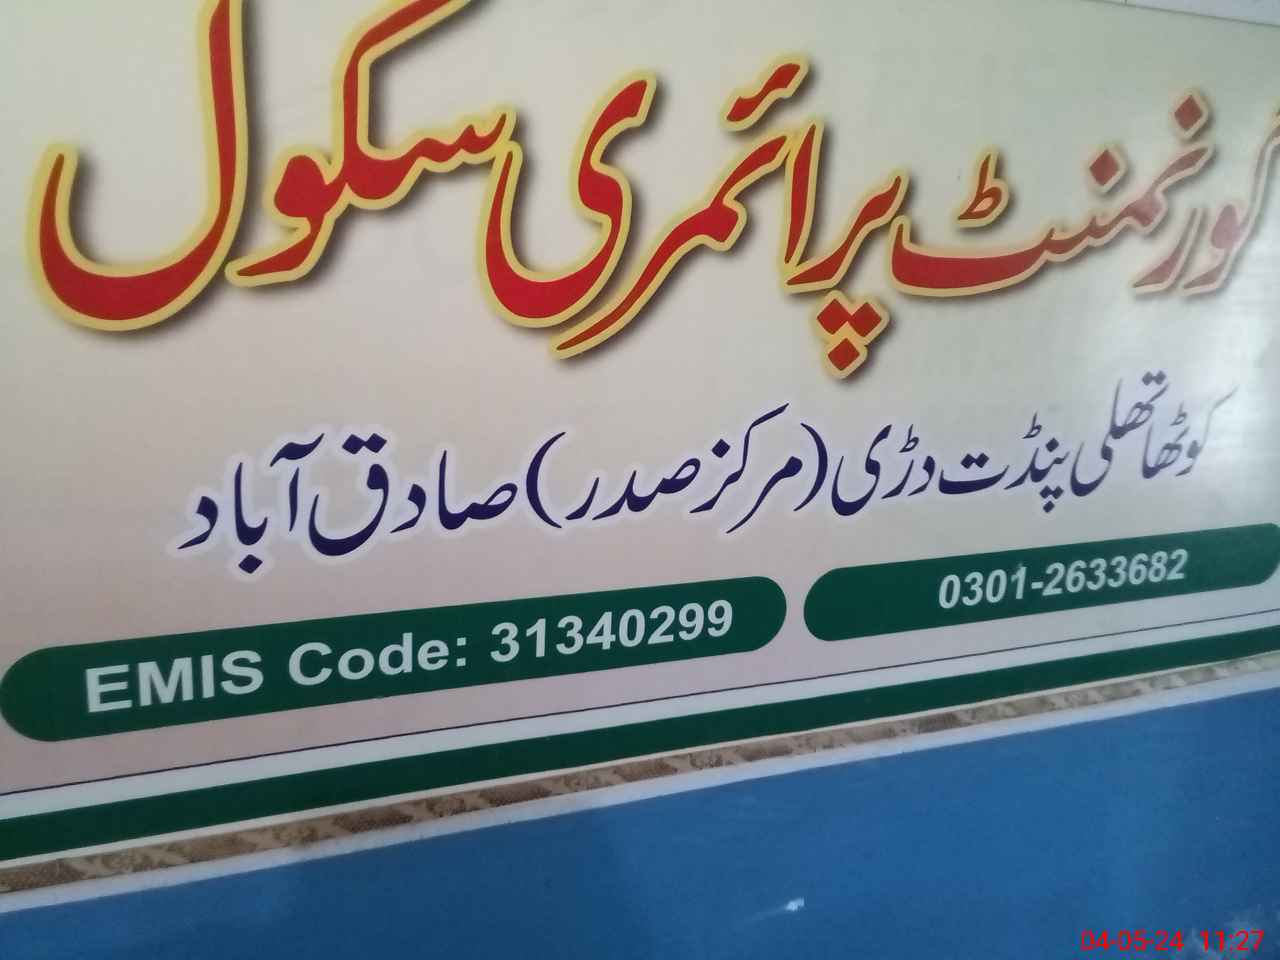 گورنمنٹ پرائمری سکول
کوٹھا تھلی پنڈت دڑی (مرکز صدر) صادق آباد
EMIS Code: 31340299
0301-2633682
04-05-24 11:27